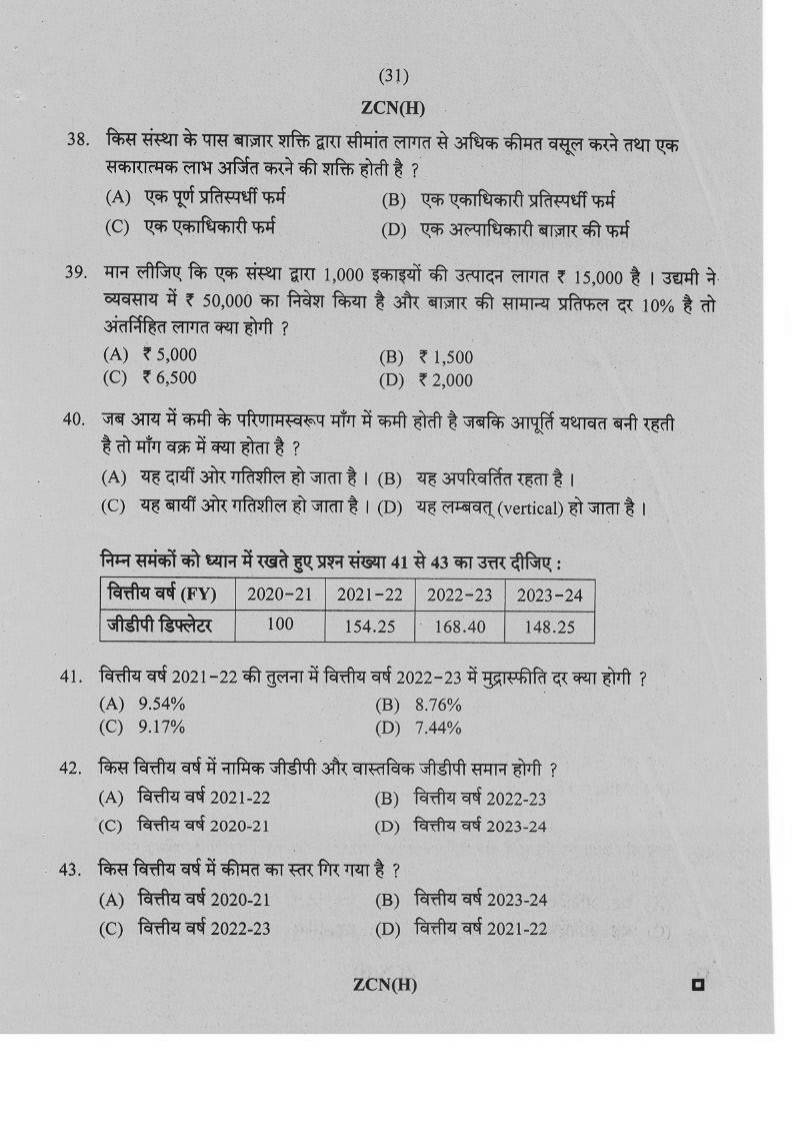 (31)
ZCN(H)
38. किस संस्था के पास बाज़ार शक्ति द्वारा सीमांत लागत से अधिक कीमत वसूल करने तथा एक
सकारात्मक लाभ अर्जित करने की शक्ति होती है ?
(A) एक पूर्ण प्रतिस्पर्धी फर्म (B) एक एकाधिकारी प्रतिस्पर्धी फर्म
(C) एक एकाधिकारी फर्म (D) एक अल्पाधिकारी बाज़ार की फर्म
39. मान लीजिए कि एक संस्था द्वारा 1,000 इकाइयों की उत्पादन लागत ₹ 15,000 है । उद्यमी ने
व्यवसाय में ₹ 50,000 का निवेश किया है और बाज़ार की सामान्य प्रतिफल दर 10% है तो
अंतर्निहित लागत क्या होगी ?
(A) ₹ 5,000 (B) ₹ 1,500
(C) ₹ 6,500 (D) ₹ 2,000
40. जब आय में कमी के परिणामस्वरूप माँग में कमी होती है जबकि आपूर्ति यथावत बनी रहती
है तो माँग वक्र में क्या होता है ?
(A) यह दायीं ओर गतिशील हो जाता है । (B) यह अपरिवर्तित रहता है ।
(C) यह बायीं ओर गतिशील हो जाता है । (D) यह लम्बवत् (vertical) हो जाता है ।
निम्न समंकों को ध्यान में रखते हुए प्रश्न संख्या 41 से 43 का उत्तर दीजिए :
वित्तीय वर्ष (FY) 2020-21 2021-22 2022-23 2023-24
जीडीपी डिफ्लेटर 100 154.25 168.40 148.25
41. वित्तीय वर्ष 2021-22 की तुलना में वित्तीय वर्ष 2022-23 में मुद्रास्फीति दर क्या होगी ?
(A) 9.54% (B) 8.76%
(C) 9.17% (D) 7.44%
42. किस वित्तीय वर्ष में नामिक जीडीपी और वास्तविक जीडीपी समान होगी ?
(A) वित्तीय वर्ष 2021-22 (B) वित्तीय वर्ष 2022-23
(C) वित्तीय वर्ष 2020-21 (D) वित्तीय वर्ष 2023-24
43. किस वित्तीय वर्ष में कीमत का स्तर गिर गया है ?
(A) वित्तीय वर्ष 2020-21 (B) वित्तीय वर्ष 2023-24
(C) वित्तीय वर्ष 2022-23 (D) वित्तीय वर्ष 2021-22
ZCN(H)